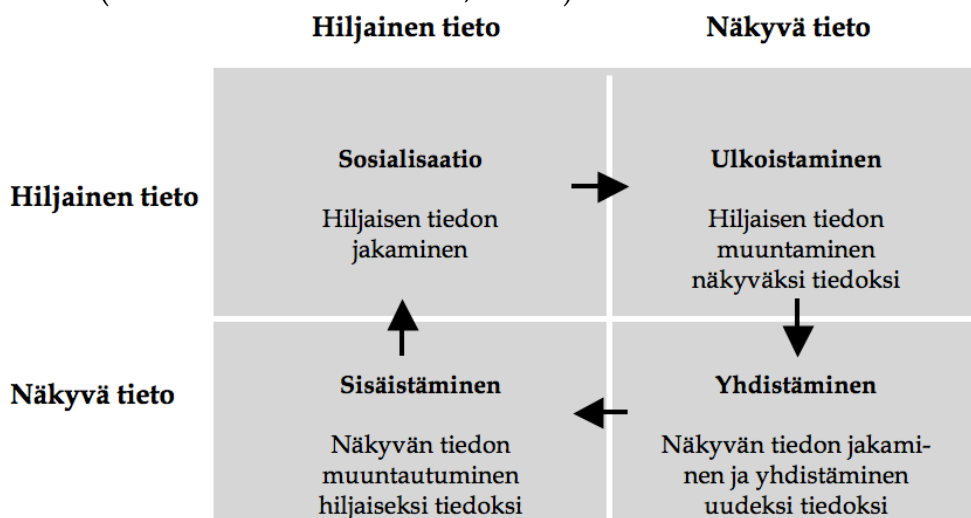 Hiljainen tieto
Näkyvä tieto
Hiljainen tieto
Sosialisaatio
Hiljaisen tiedon
jakaminen
Ulkoistaminen
Hiljaisen tiedon
muuntaminen
näkyväksi tiedoksi
Näkyvä tieto
Sisäistäminen
Näkyvän tiedon
muuntautuminen
hiljaiseksi tiedoksi
Yhdistäminen
Näkyvän tiedon jakami-
nen ja yhdistäminen
uudeksi tiedoksi